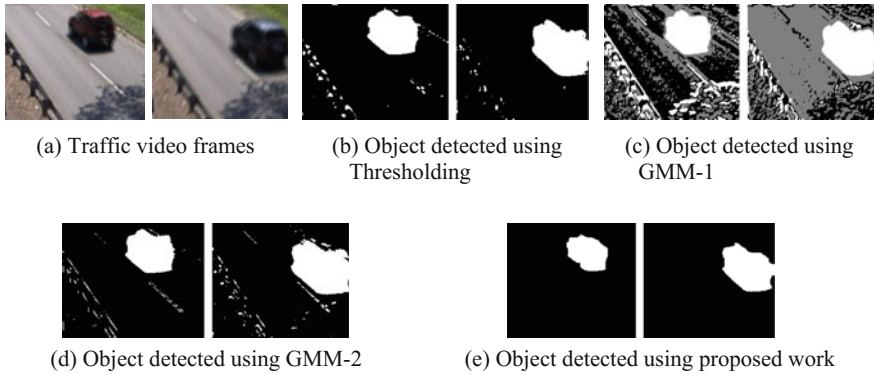 (a) Traffic video frames
(b) Object detected using
Thresholding
(c) Object detected using
GMM-1
(d) Object detected using GMM-2
(e) Object detected using proposed work